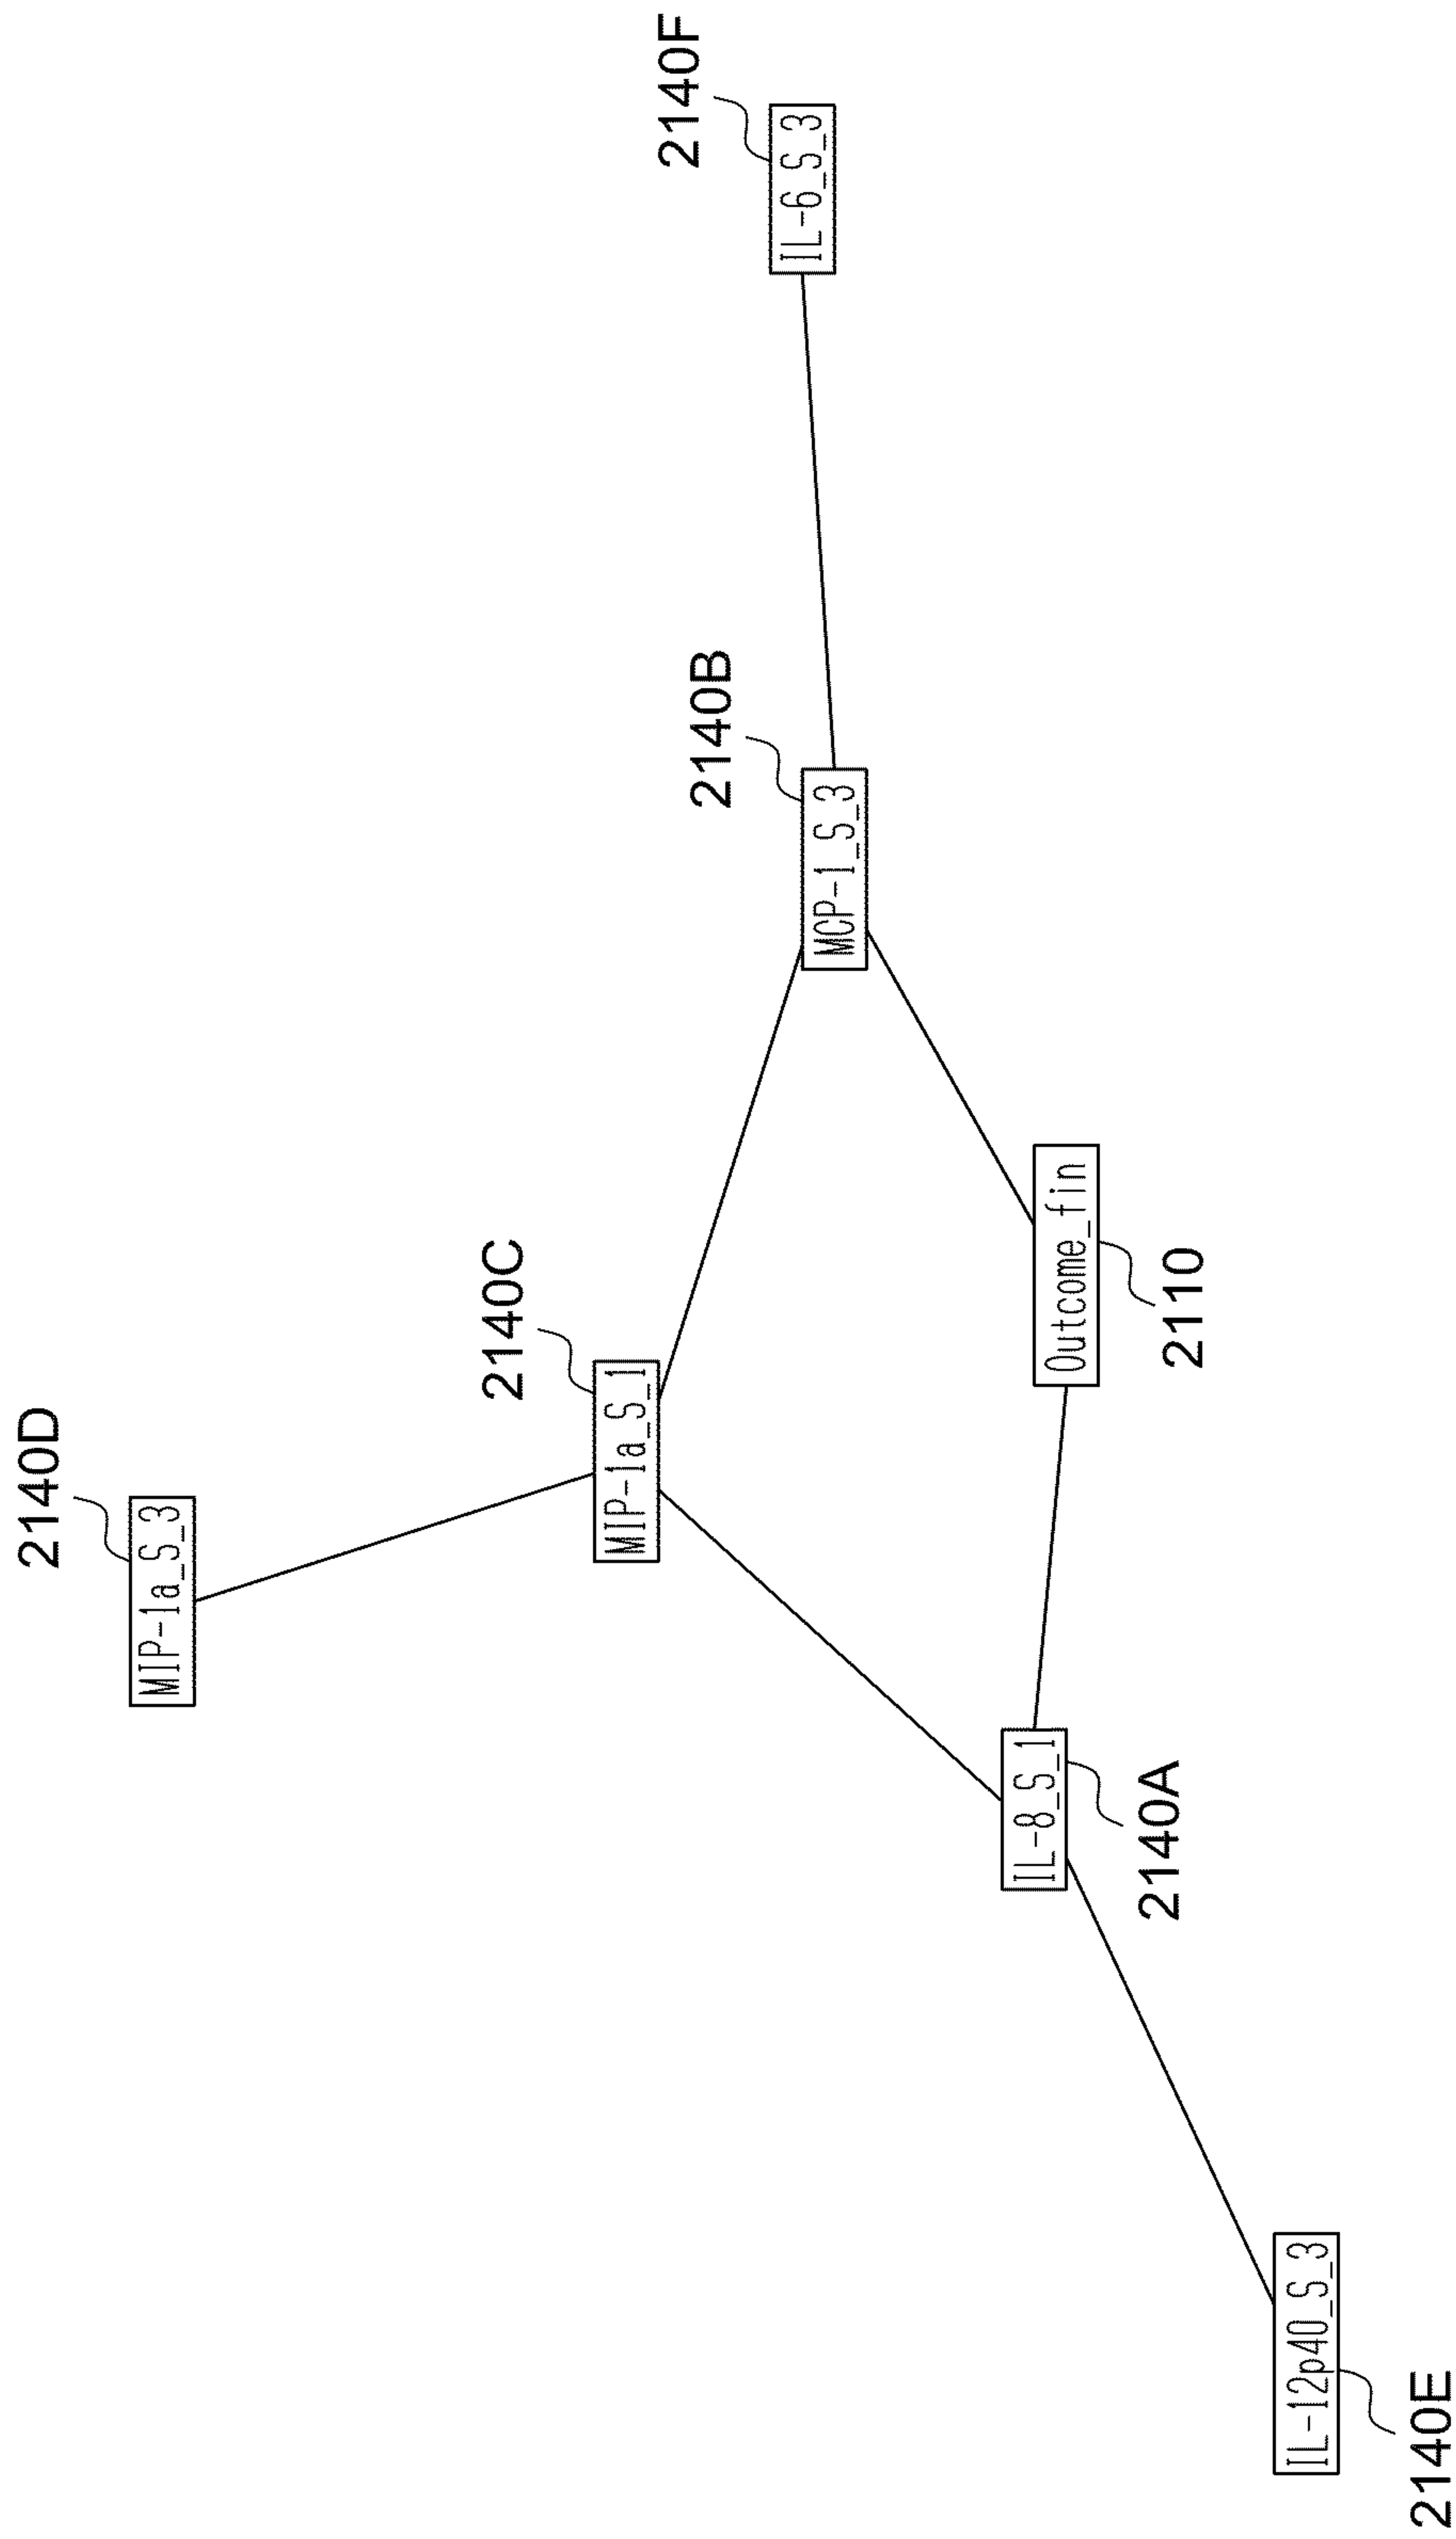 2140D
MIP-1a_S_3
2140C
MIP-1a_S_1
2140F
IL-6_S_3
2140B
MCP-1_S_3
IL-8_S_1
2140A
Outcome_fin
2110
IL-12p40_S_3
2140E